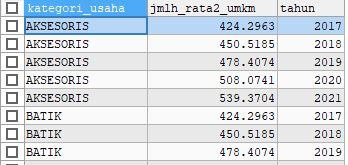 kategori_usaha jmlh_rata2_umkm tahun
AKSESORIS 424.2963 2017
AKSESORIS 450.5185 2018
AKSESORIS 478.4074 2019
AKSESORIS 508.0741 2020
AKSESORIS 539.3704 2021
BATIK 424.2963 2017
BATIK 450.5185 2018
BATIK 478.4074 2019